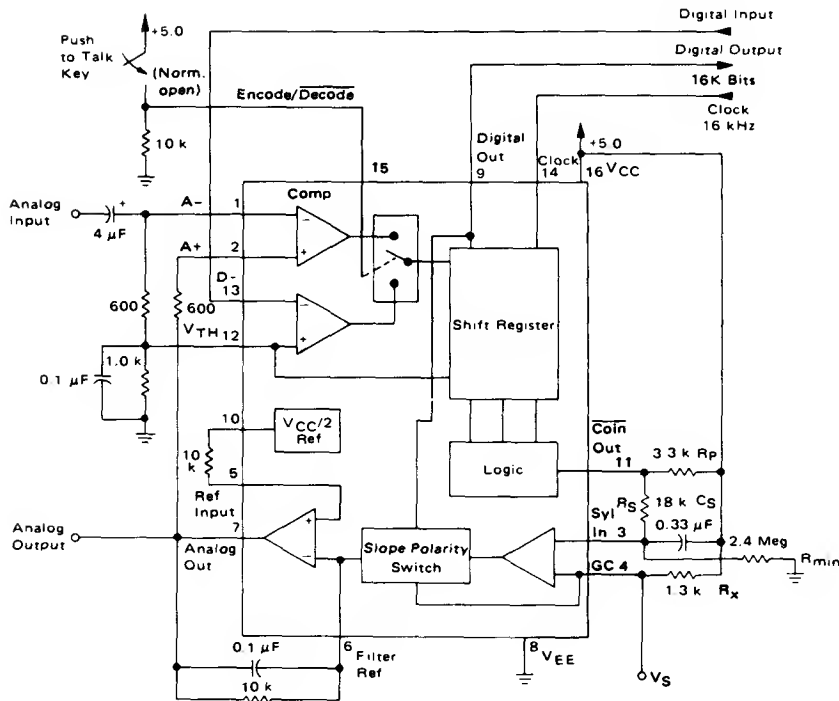 Push
to Talk
Key
+5.0
(Norm.
open)
10 k
Encode/Decode
Digital Input
Digital Output
16K Bits
Clock
16 kHz
Digital
Out
9
Clock
14
+5.0
16 VCC
15
Comp
Analog
Input
4 µF
+
A–
1
A+
2
D–
13
600
600
VTH 12
0.1 µF
1.0 k
Shift Register
10
VCC/2
Ref
10
k
5
Ref
Input
Logic
Coin
Out
11
3.3 k RP
RS
18 k CS
Syl
In 3
0.33 µF
2.4 Meg
Rmin
GC 4
1.3 k
Rx
Analog
Output
7
Analog
Out
Slope Polarity
Switch
0.1 µF
6
Filter
Ref
10 k
8
VEE
VS